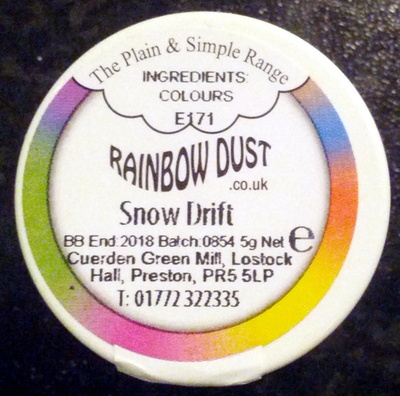 The Plain & Simple Range
INGREDIENTS:
COLOURS
E171
RAINBOW DUST
.co.uk
Snow Drift
BB End:2018 Batch:0854 5g Net e
Cuerden Green Mill, Lostock
Hall, Preston, PR5 5LP
T: 01772 322335